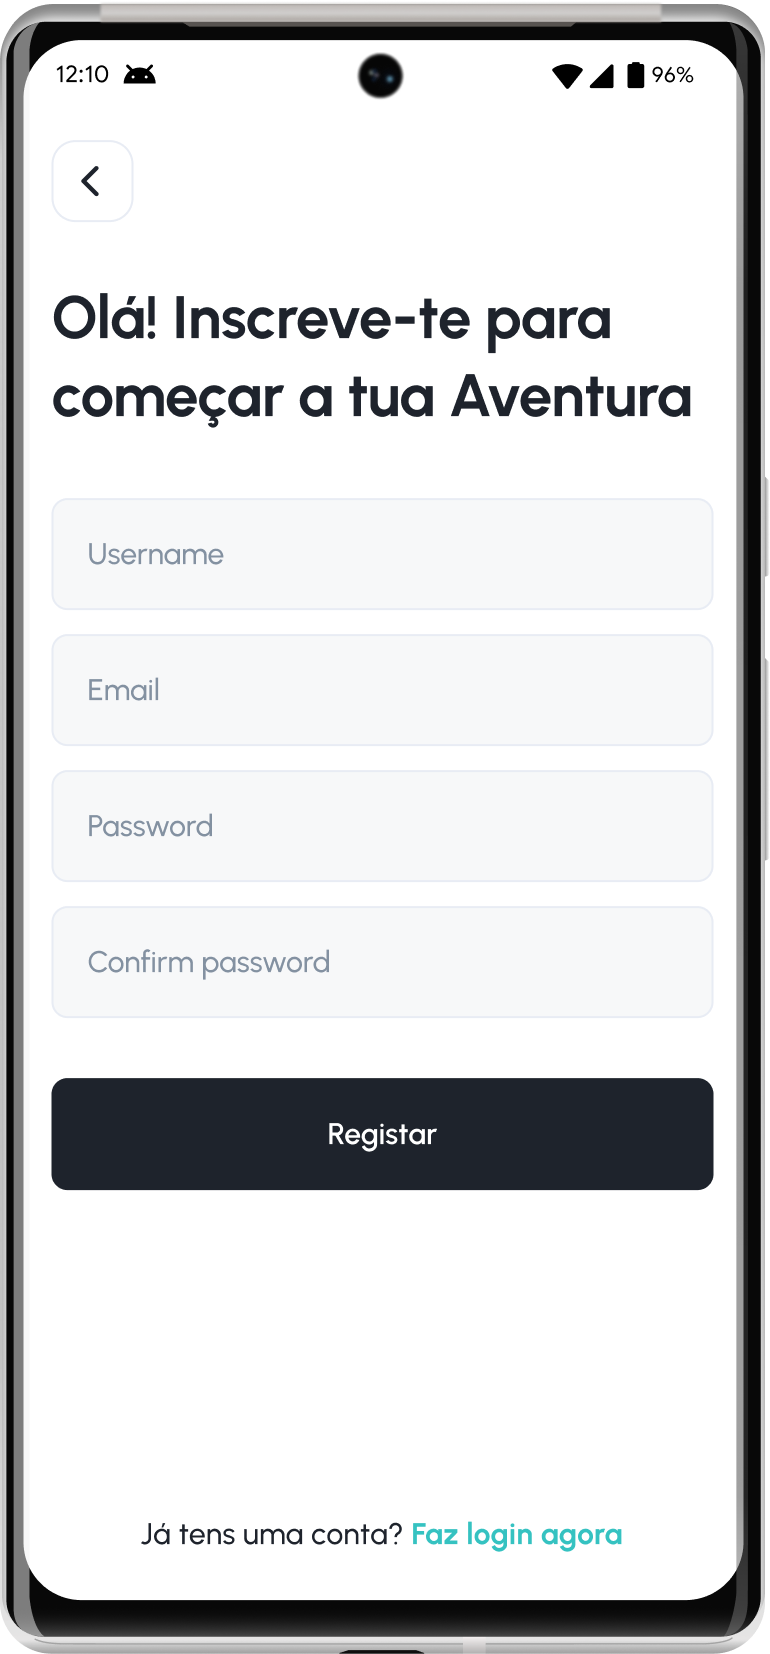 12:10 96%
Olá! Inscreve-te para
começar a tua Aventura
Username
Email
Password
Confirm password
Registar
Já tens uma conta? Faz login agora